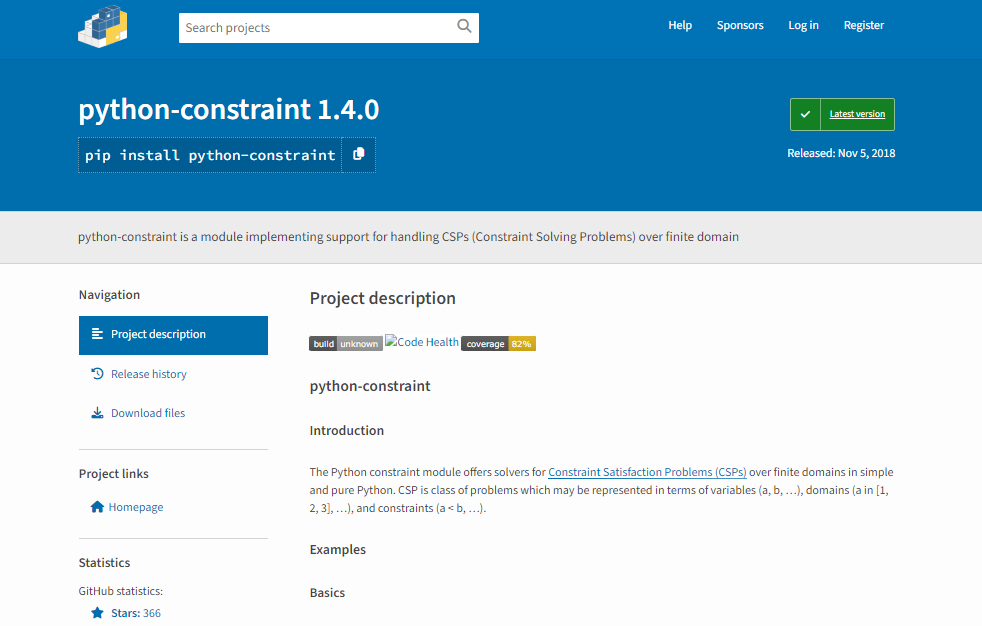 Search projects
Help
Sponsors
Log in
Register
python-constraint 1.4.0
pip install python-constraint
Latest version
Released: Nov 5, 2018
python-constraint is a module implementing support for handling CSPs (Constraint Solving Problems) over finite domain
Navigation
Project description
Release history
Download files
Project links
Homepage
Statistics
GitHub statistics:
Stars: 366
Project description
build unknown Code Health coverage 82%
python-constraint
Introduction
The Python constraint module offers solvers for Constraint Satisfaction Problems (CSPs) over finite domains in simple
and pure Python. CSP is class of problems which may be represented in terms of variables (a, b, …), domains (a in [1,
2, 3], …), and constraints (a < b, …).
Examples
Basics